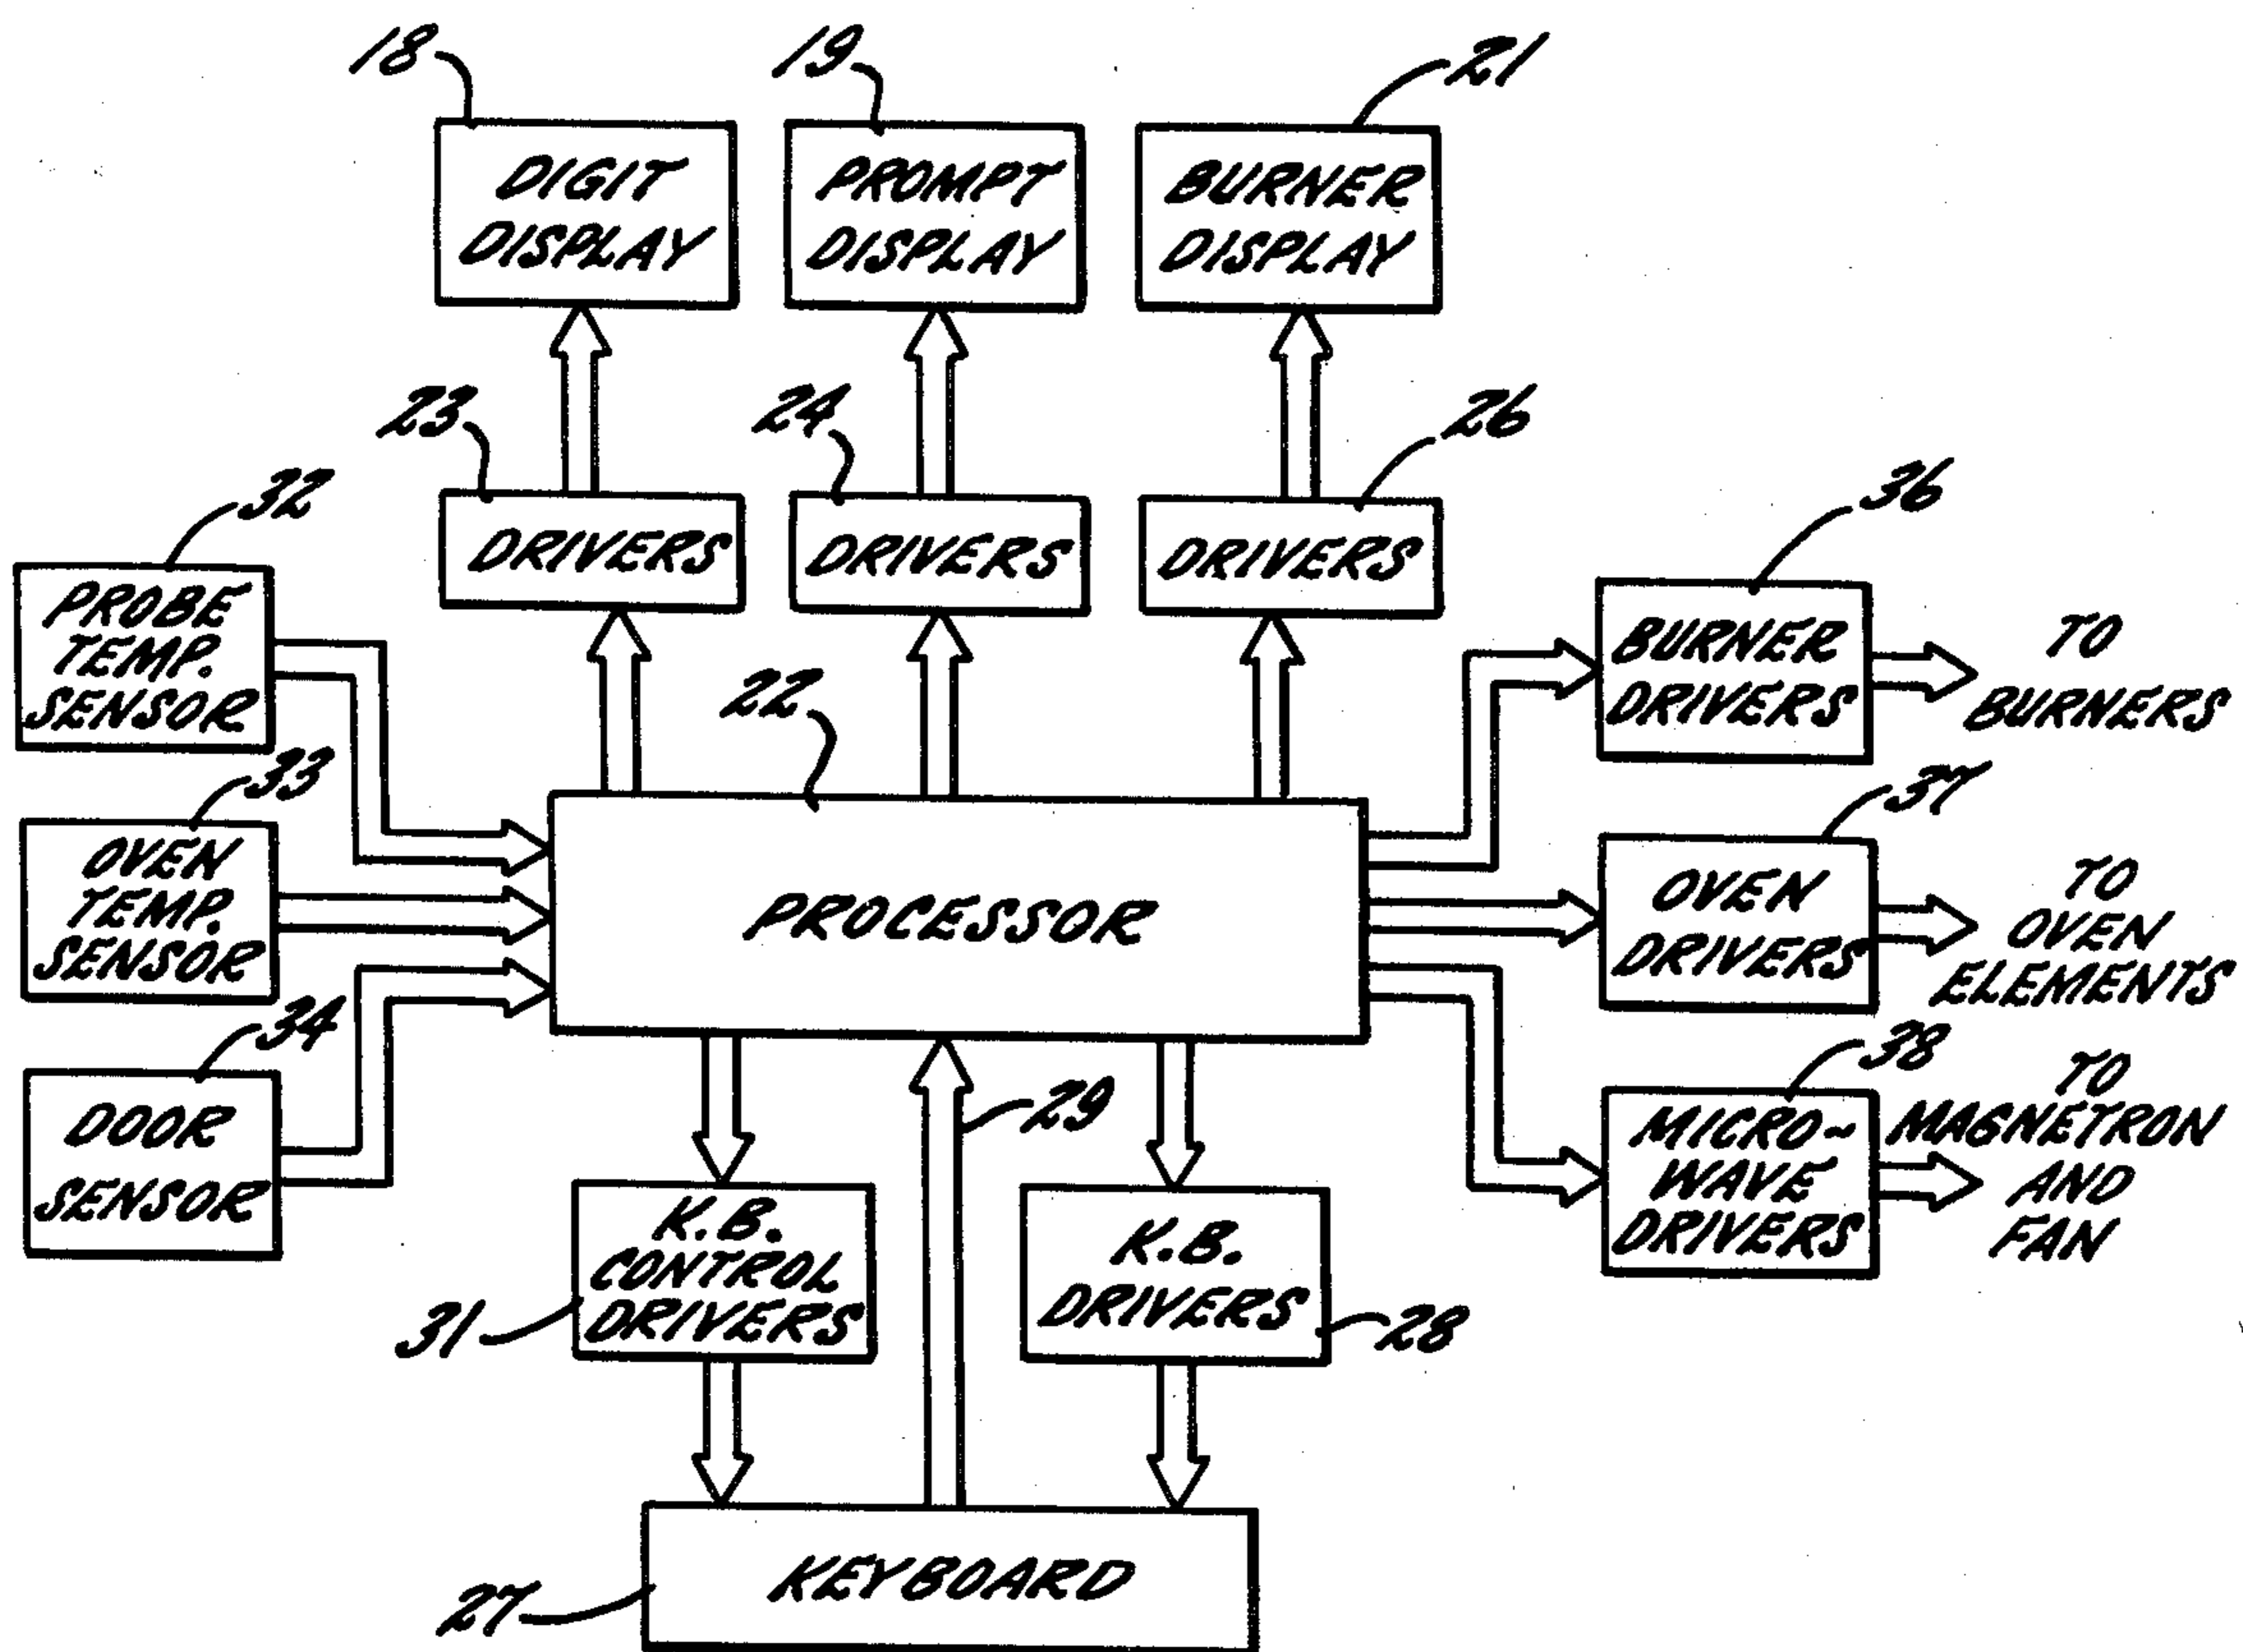 18
19
21
DIGIT
DISPLAY
PROMPT
DISPLAY
BURNER
DISPLAY
23
24
26
DRIVERS
DRIVERS
DRIVERS
32
PROBE
TEMP.
SENSOR
33
OVEN
TEMP.
SENSOR
34
DOOR
SENSOR
22
PROCESSOR
36
BURNER
DRIVERS
TO
BURNERS
37
OVEN
DRIVERS
TO
OVEN
ELEMENTS
38
MICRO-
WAVE
DRIVERS
TO
MAGNETRON
AND
FAN
29
K.B.
CONTROL
DRIVERS
31
K.B.
DRIVERS
28
KEYBOARD
27